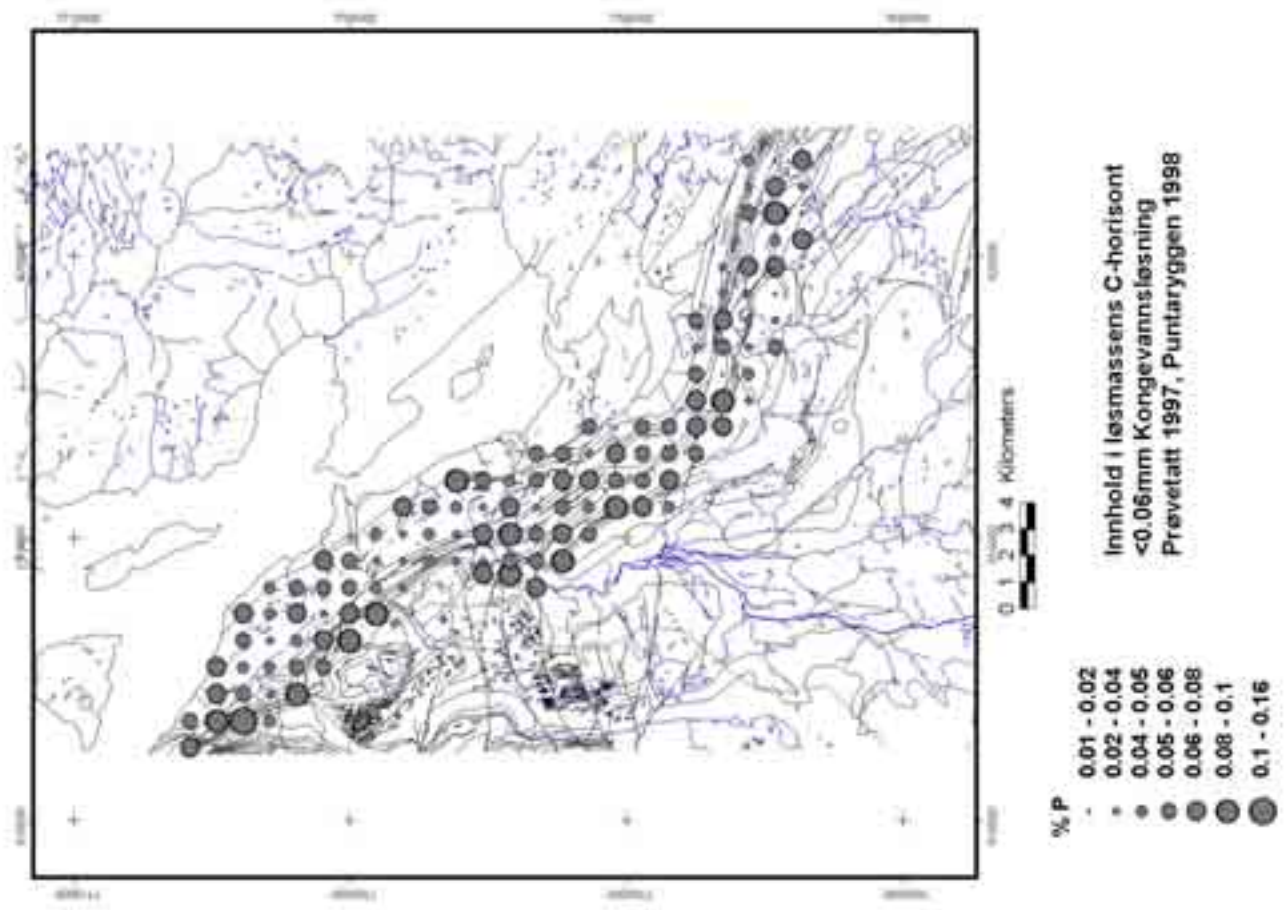 0 1 2 3 4 Kilometers
Innhold i løsmassens C-horisont
<0.06mm Kongevannsløsning
Prøvetatt 1997, Puntaryggen 1998
% P
0.01 - 0.02
0.02 - 0.04
0.04 - 0.05
0.05 - 0.06
0.06 - 0.08
0.08 - 0.1
0.1 - 0.16